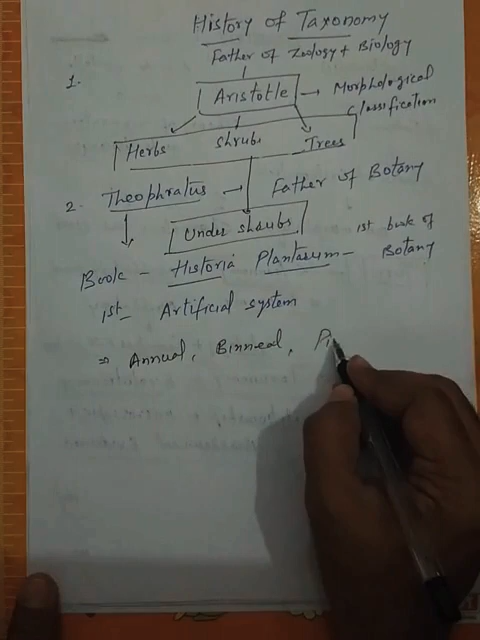 History of Taxonomy
Father of Zoology + Biology
1.
Aristotle → Morphological
Classification
Herbs shrubs Trees
2. Theophratus → Father of Botany
Under shrubs
Book - Historia Plantarum - 1st book of
Botany
1st - Artificial system
⇒ Annual, Binneal, Pi